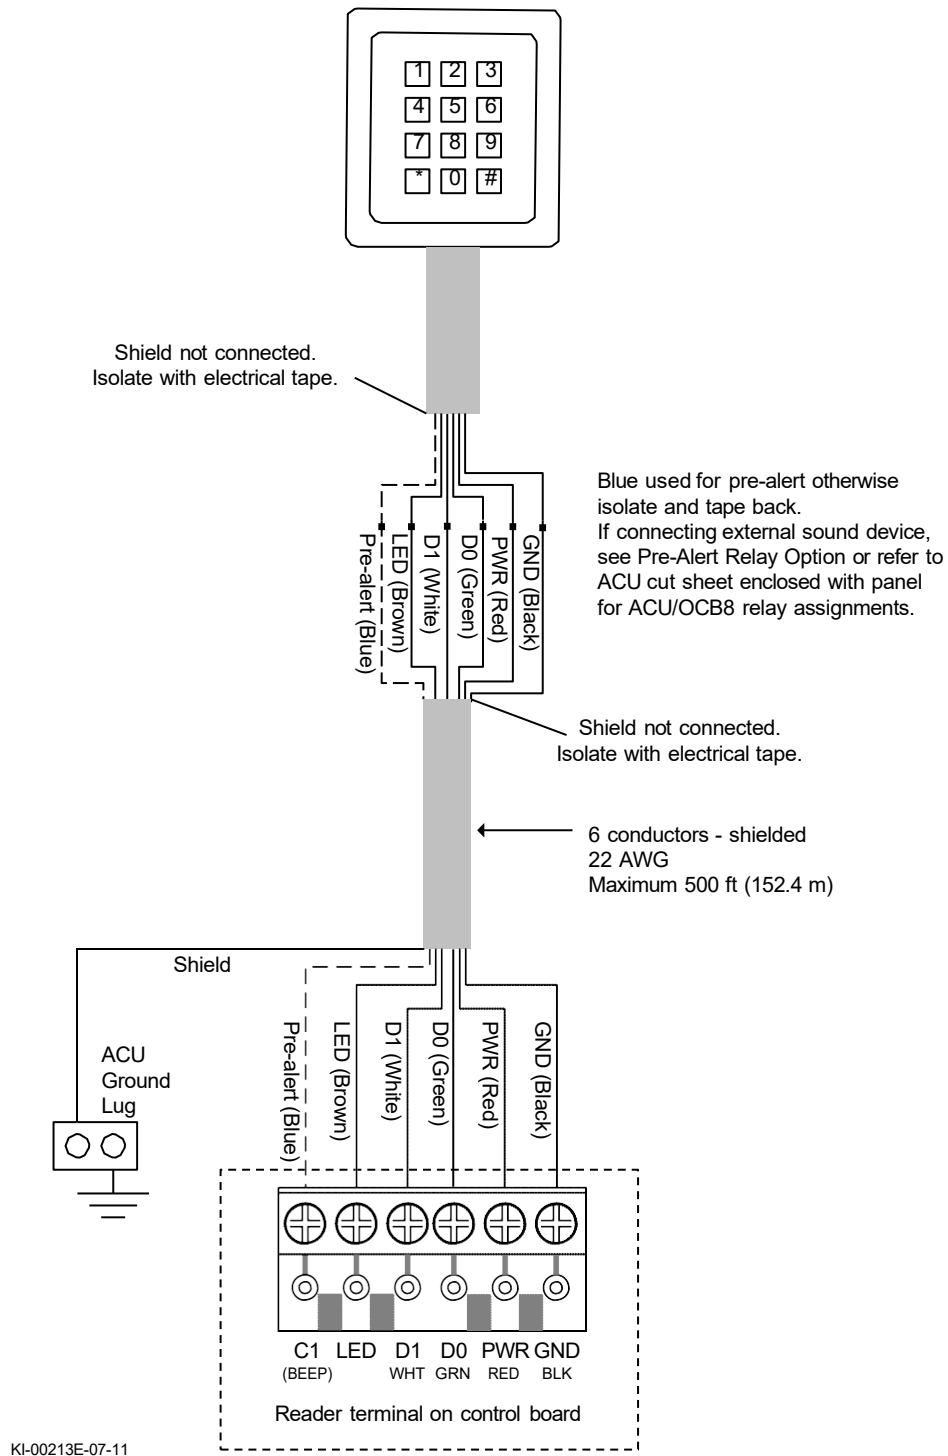 1 2 3
4 5 6
7 8 9
* 0 #
Shield not connected.
Isolate with electrical tape.
Blue used for pre-alert otherwise
isolate and tape back.
If connecting external sound device,
see Pre-Alert Relay Option or refer to
ACU cut sheet enclosed with panel
for ACU/OCB8 relay assignments.
Pre-alert (Blue)
LED (Brown)
D1 (White)
D0 (Green)
PWR (Red)
GND (Black)
Shield not connected.
Isolate with electrical tape.
6 conductors - shielded
22 AWG
Maximum 500 ft (152.4 m)
Shield
Pre-alert (Blue)
LED (Brown)
D1 (White)
D0 (Green)
PWR (Red)
GND (Black)
ACU
Ground
Lug
C1 LED D1 D0 PWR GND
(BEEP) WHT GRN RED BLK
Reader terminal on control board
KI-00213E-07-11